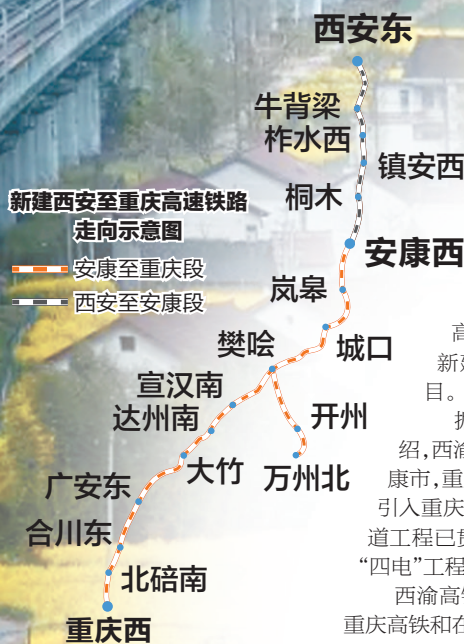 西安东
牛背梁
柞水西
镇安西
桐木
新建西安至重庆高速铁路
走向示意图
安康至重庆段
西安至安康段
安康西
岚皋
城口
樊哙
宣汉南
达州南
开州
万州北
大竹
广安东
合川东
北碚南
重庆西
高
新建
目。
据
绍,西渝
康市,重
引入重庆
道工程已贯
“四电”工程
西渝高铁
重庆高铁和在